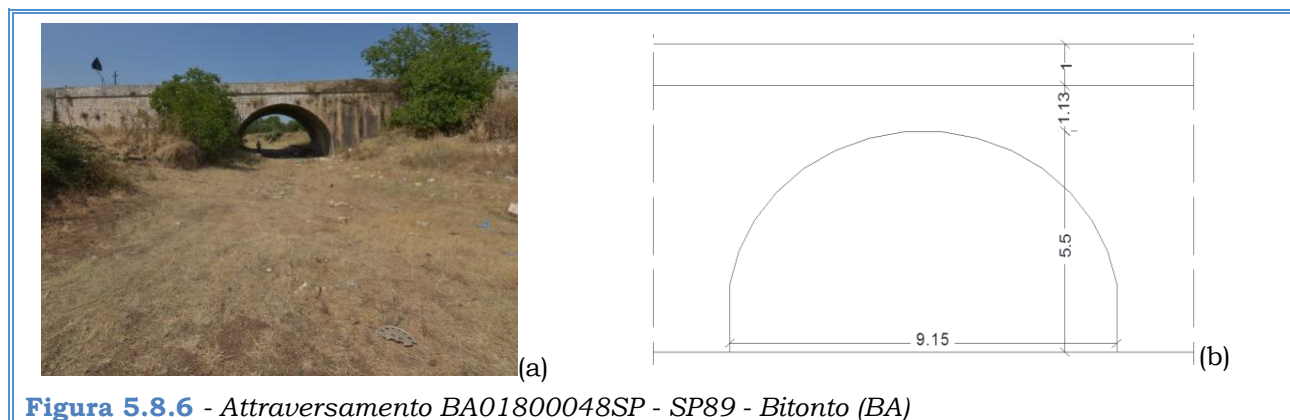 1
1.13
5.5
9.15
(a)
(b)
Figura 5.8.6 - Attraversamento BA01800048SP - SP89 - Bitonto (BA)